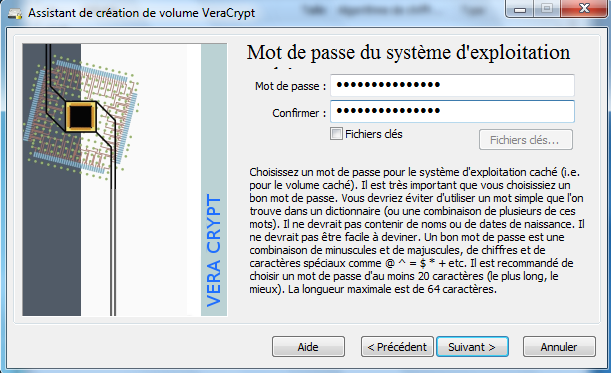 Assistant de création de volume VeraCrypt
Mot de passe du système d'exploitation
Mot de passe :
●●●●●●●●●●●●●●●
Confirmer :
●●●●●●●●●●●●●●●
Fichiers clés
Fichiers clés...
Choisissez un mot de passe pour le système d'exploitation caché (i.e.
pour le volume caché). Il est très important que vous choisissiez un
bon mot de passe. Vous devriez éviter d'utiliser un mot simple que l'on
trouve dans un dictionnaire (ou une combinaison de plusieurs de ces
mots). Il ne devrait pas contenir de noms ou de dates de naissance. Il
ne devrait pas être facile à deviner. Un bon mot de passe est une
combinaison de minuscules et de majuscules, de chiffres et de
caractères spéciaux comme @ ^ = $ * + etc. Il est recommandé de
choisir un mot de passe d'au moins 20 caractères (le plus long, le
mieux). La longueur maximale est de 64 caractères.
VERA CRYPT
Aide
< Précédent
Suivant >
Annuler